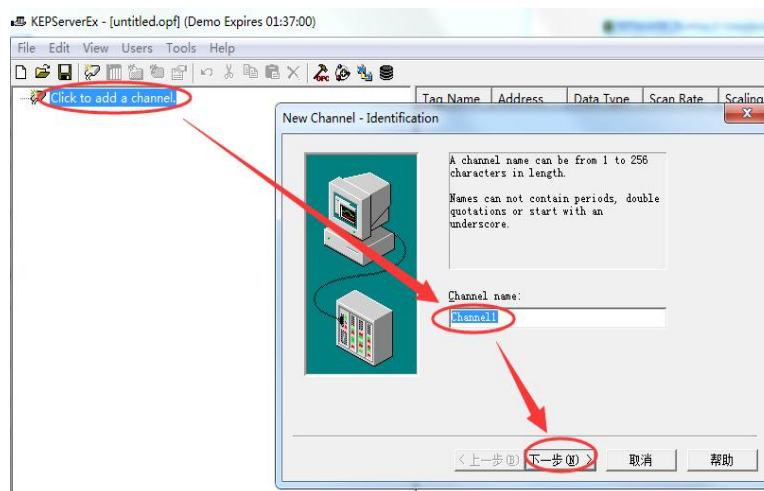 KEPServerEx - [untitled.opf] (Demo Expires 01:37:00)
File Edit View Users Tools Help
Click to add a channel.
Tag Name Address Data Type Scan Rate Scaling
New Channel - Identification
A channel name can be from 1 to 256
characters in length.
Names can not contain periods, double
quotations or start with an
underscore.
Channel name:
Channel1
<上一步(B) 下一步(N) > 取消 帮助